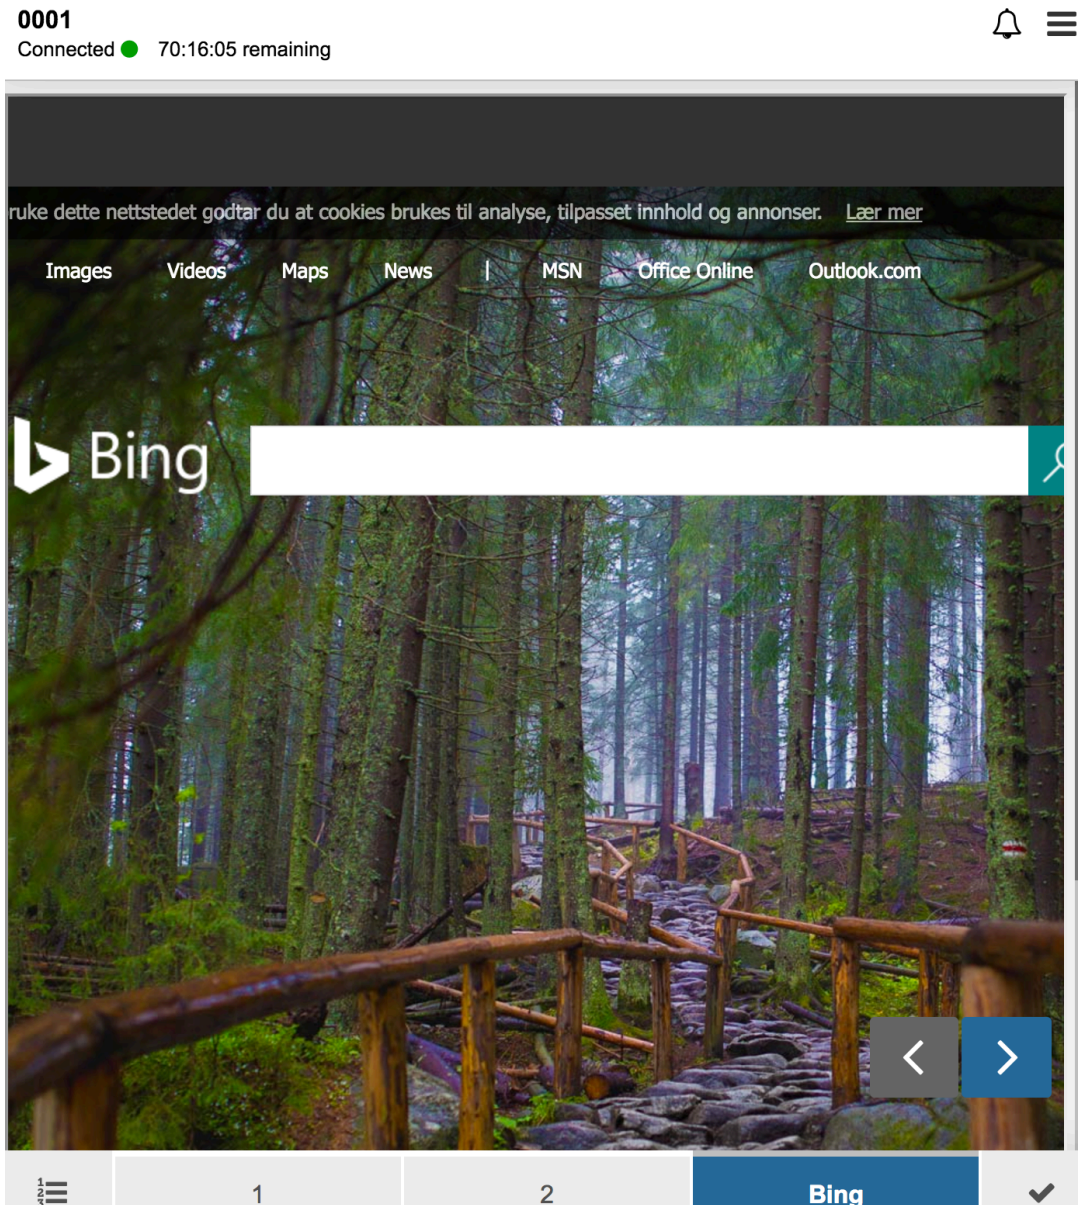 0001
Connected 70:16:05 remaining
ruke dette nettstedet godtar du at cookies brukes til analyse, tilpasset innhold og annonser. Lær mer
Images Videos Maps News | MSN Office Online Outlook.com
Bing
1 2 Bing